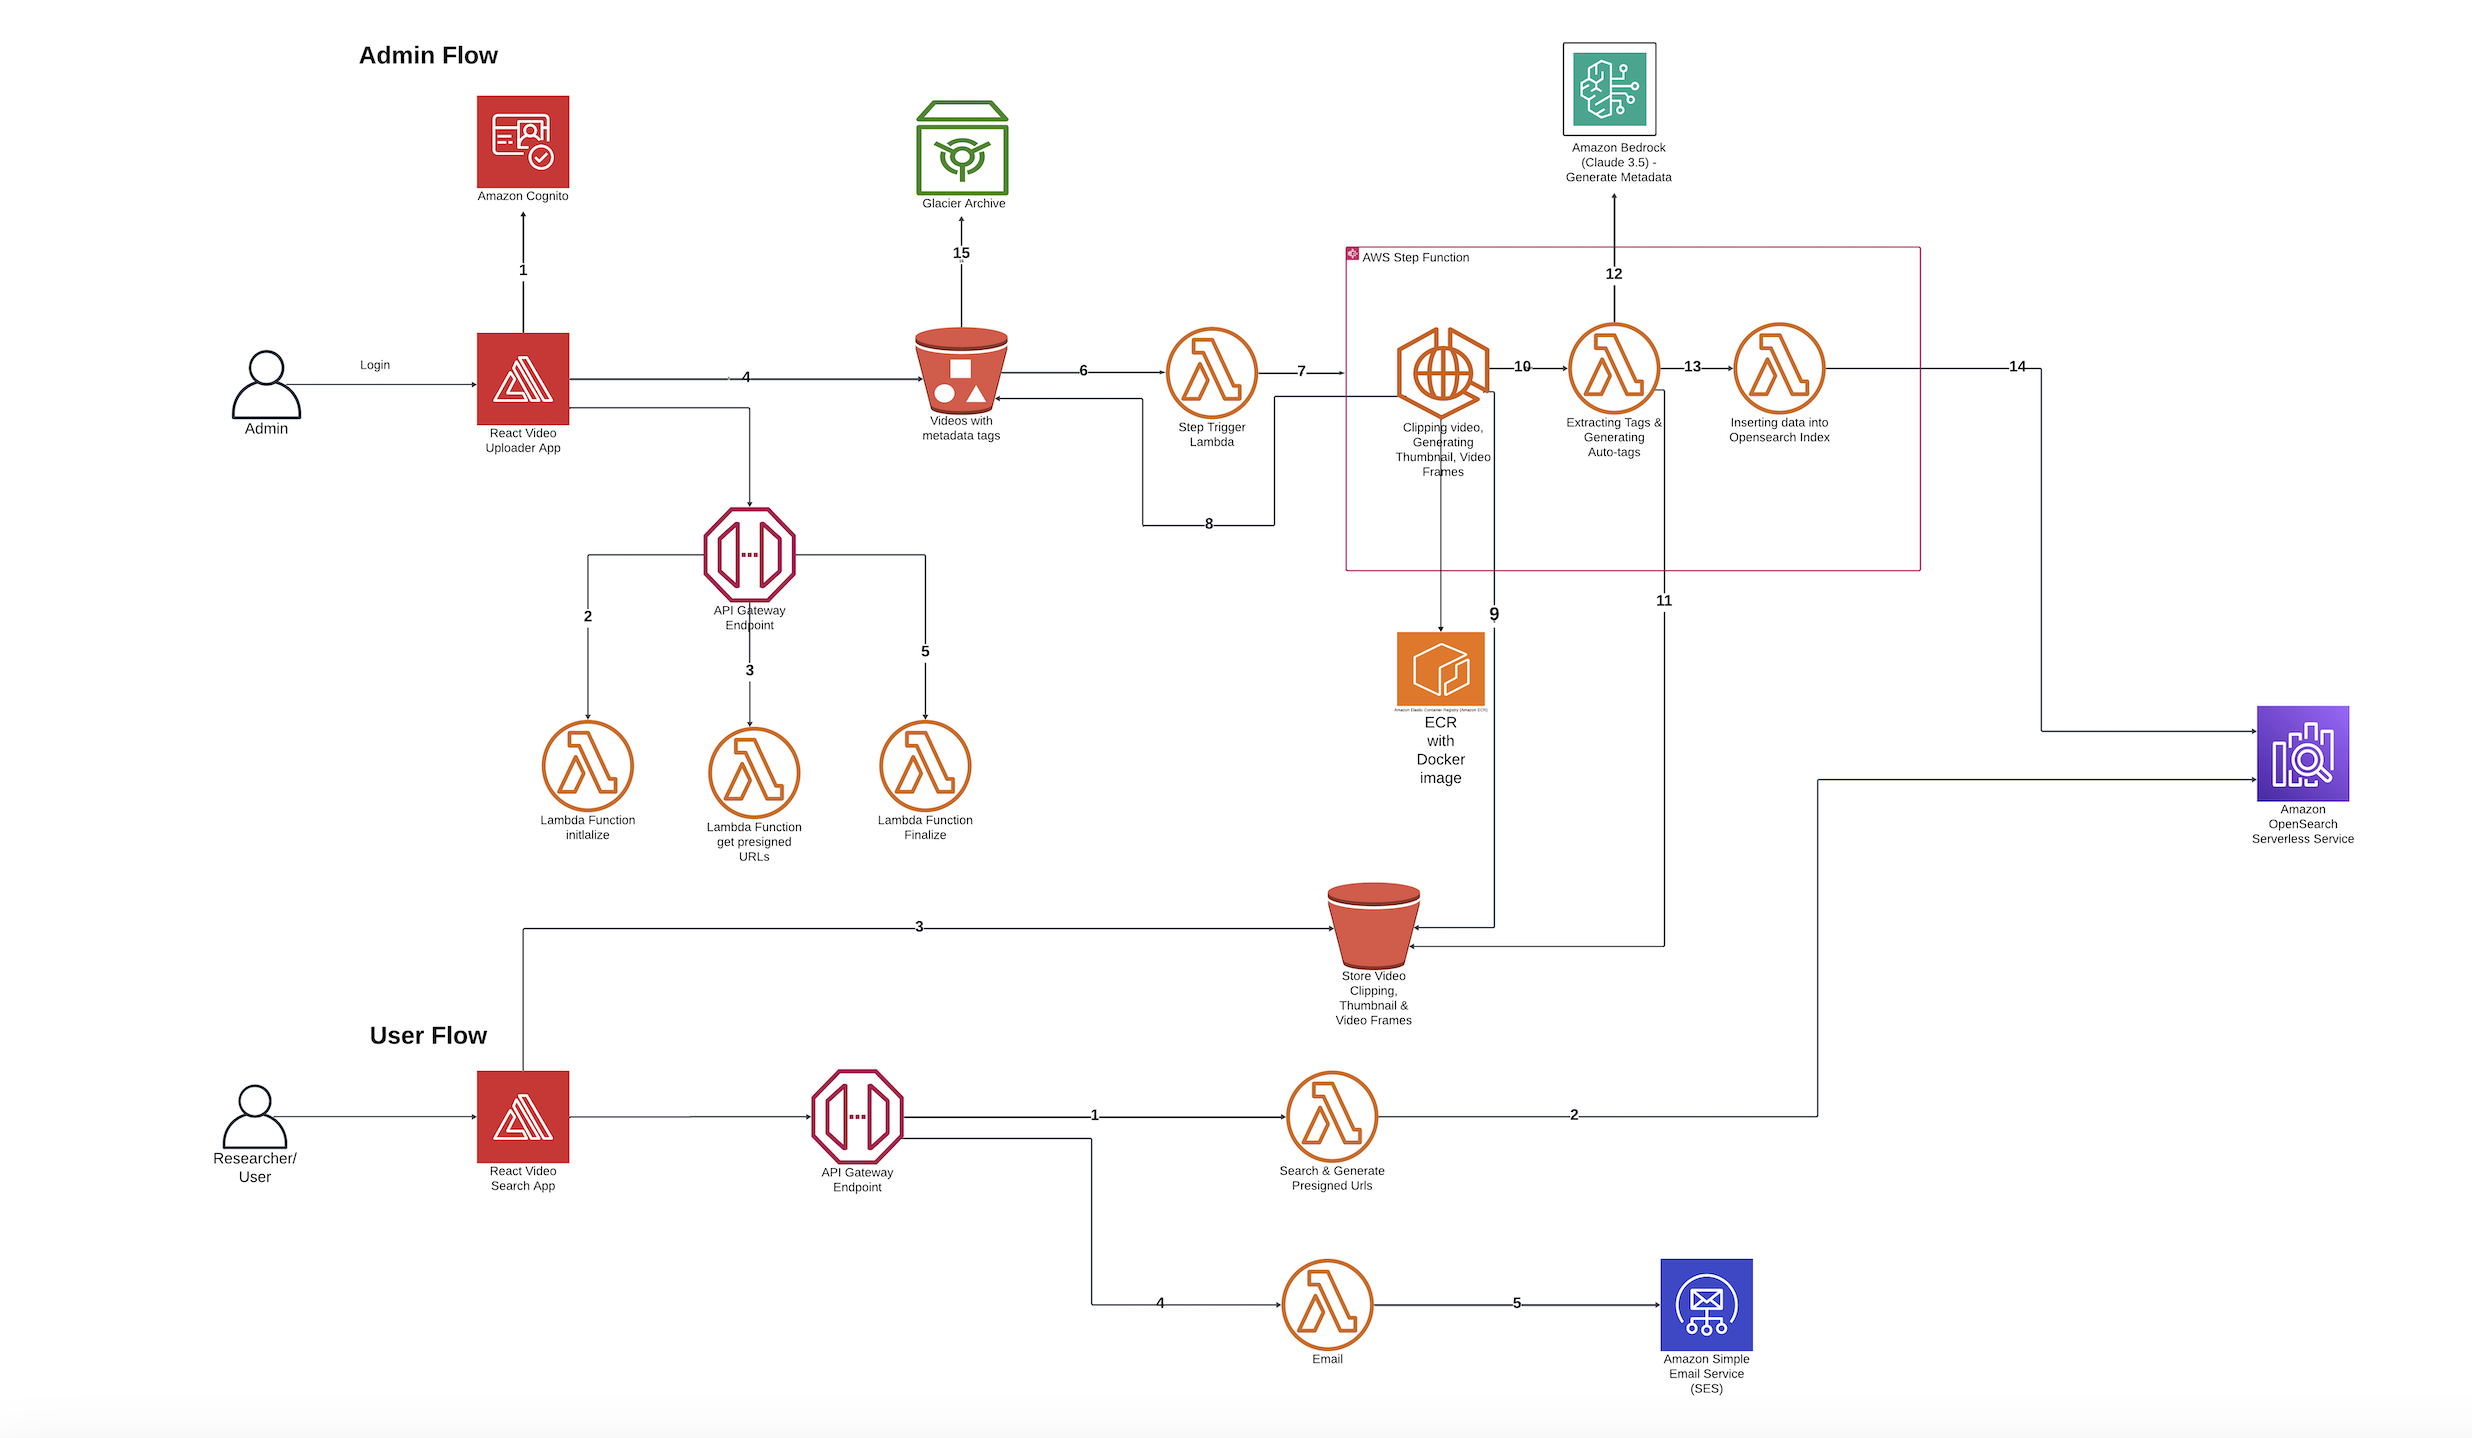 Admin Flow
Amazon Cognito
Glacier Archive
Amazon Bedrock
(Claude 3.5) -
Generate Metadata
1
15
12
AWS Step Function
Login
Admin
React Video
Uploader App
4
Videos with
metadata tags
6
Step Trigger
Lambda
7
Clipping video,
Generating
Thumbnail, Video
Frames
10
Extracting Tags &
Generating
Auto-tags
13
Inserting data into
Opensearch Index
14
8
API Gateway
Endpoint
2
3
5
9
11
Lambda Function
initlalize
Lambda Function
get presigned
URLs
Lambda Function
Finalize
Amazon Elastic Container Registry (Amazon ECR)
ECR
with
Docker
image
Amazon
OpenSearch
Serverless Service
3
Store Video
Clipping,
Thumbnail &
Video Frames
User Flow
Researcher/
User
React Video
Search App
API Gateway
Endpoint
1
Search & Generate
Presigned Urls
2
4
Email
5
Amazon Simple
Email Service
(SES)